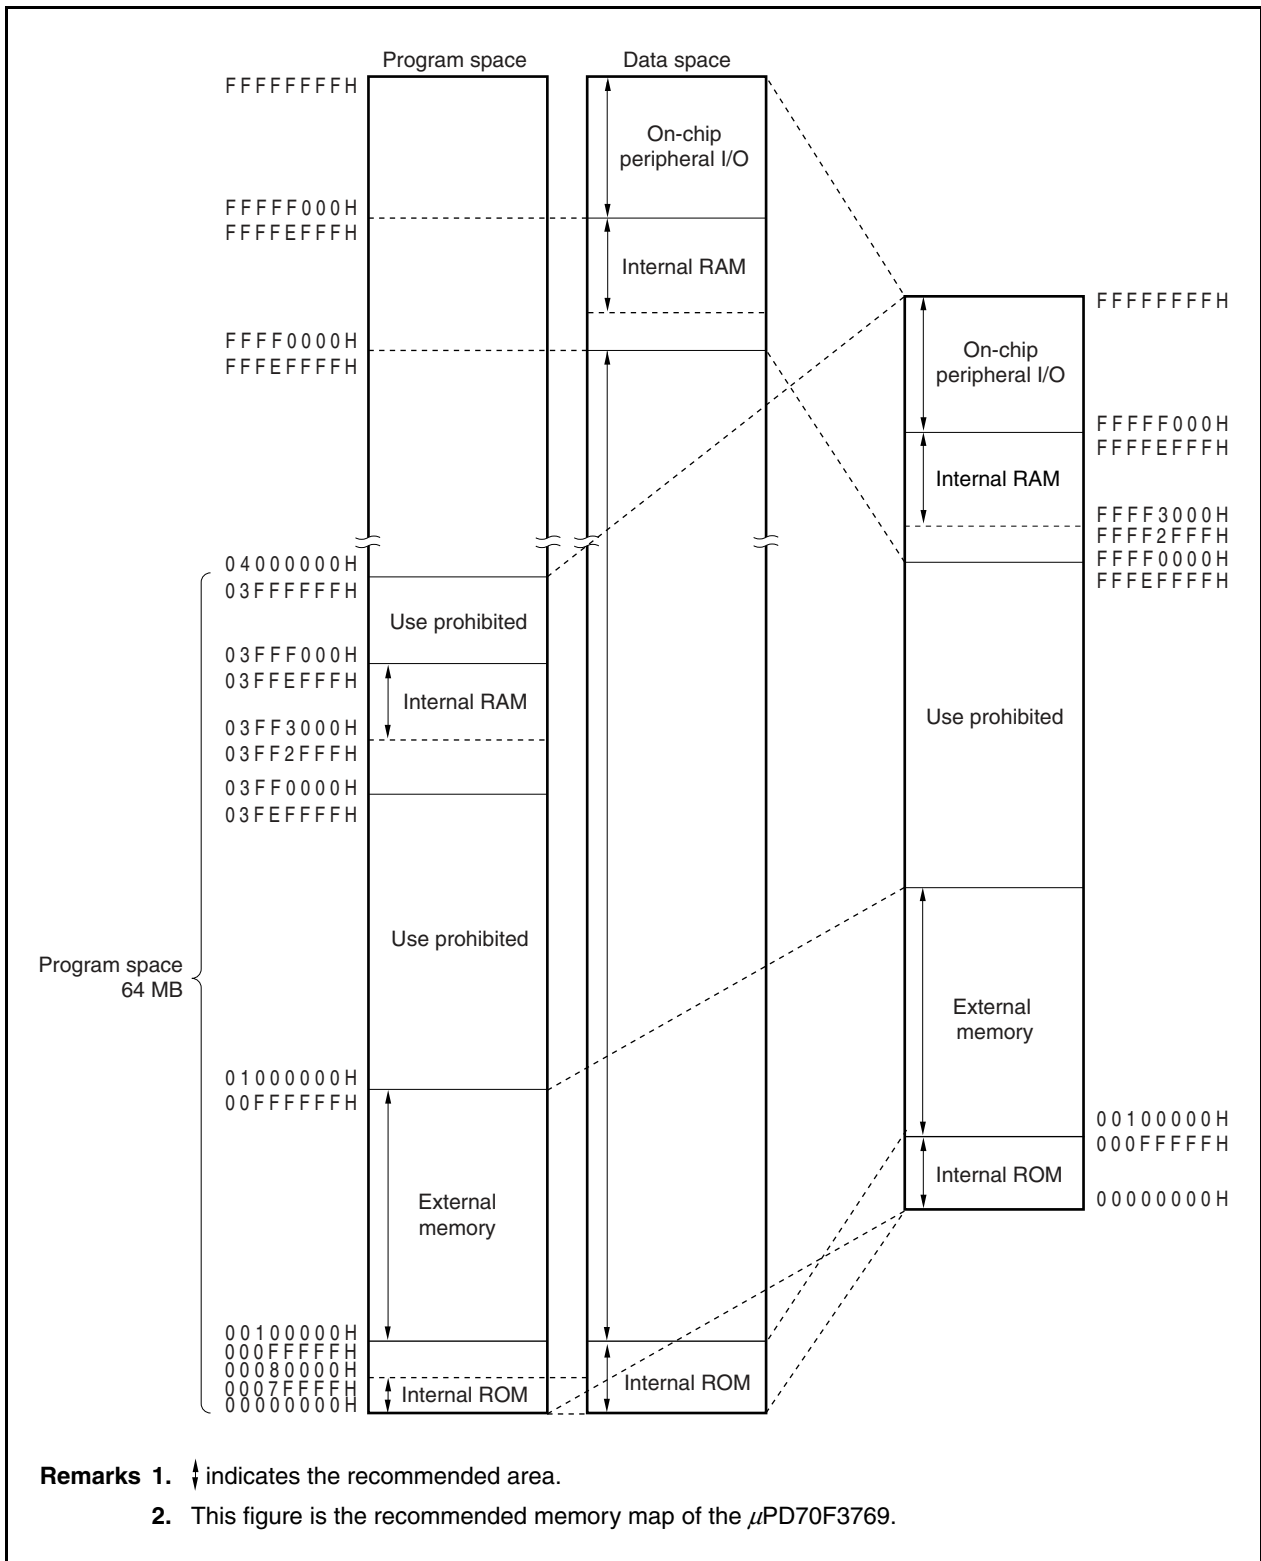 Program space
Data space
FFFFFFFFH
On-chip
peripheral I/O
FFFFF000H
FFFFEFFFH
Internal RAM
FFFF0000H
FFFEFFFFH
04000000H
03FFFFFFH
Use prohibited
03FFF000H
03FFEFFFH
Internal RAM
03FF3000H
03FF2FFFH
03FF0000H
03FEFFFFH
Use prohibited
Program space
64 MB
01000000H
00FFFFFFH
External
memory
00100000H
000FFFFFH
00080000H
0007FFFFH
00000000H
Internal ROM
Internal ROM
FFFFFFFFH
On-chip
peripheral I/O
FFFFF000H
FFFFEFFFH
Internal RAM
FFFF3000H
FFFF2FFFH
FFFF0000H
FFFEFFFFH
Use prohibited
External
memory
00100000H
000FFFFFH
Internal ROM
00000000H
Remarks 1. ↕ indicates the recommended area.
2. This figure is the recommended memory map of the μPD70F3769.